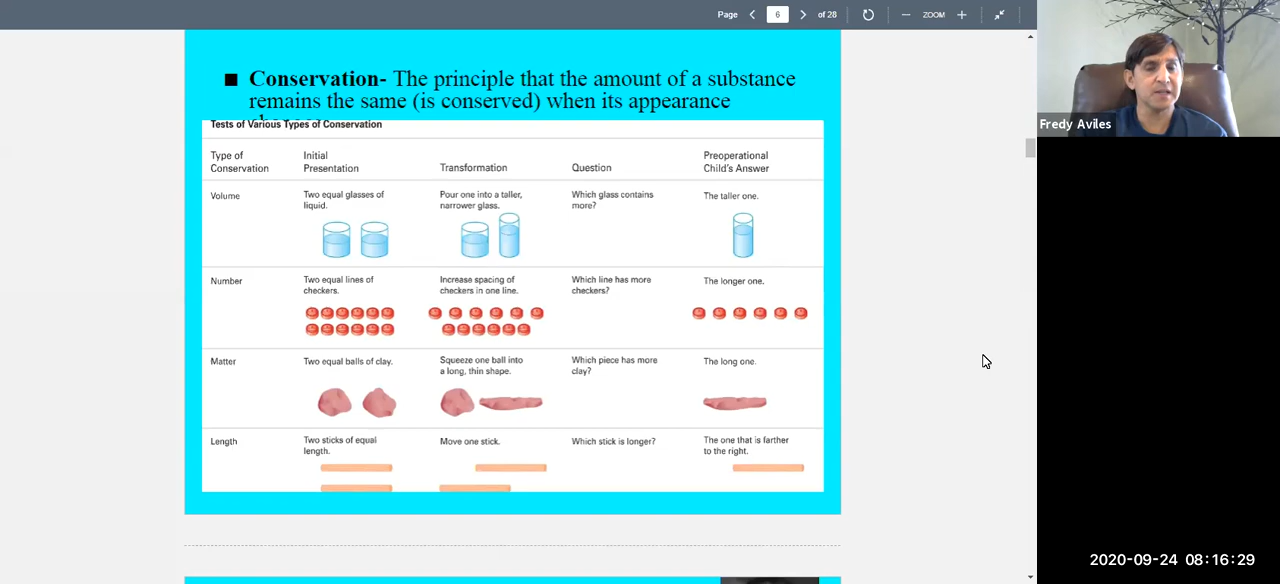 Page 6 of 28 ZOOM
■ Conservation- The principle that the amount of a substance
remains the same (is conserved) when its appearance
Tests of Various Types of Conservation
Type of Conservation
Initial Presentation
Transformation
Question
Preoperational Child's Answer
Volume
Two equal glasses of
liquid.
Pour one into a taller,
narrower glass.
Which glass contains
more?
The taller one.
Number
Two equal lines of
checkers.
Increase spacing of
checkers in one line.
Which line has more
checkers?
The longer one.
Matter
Two equal balls of clay.
Squeeze one ball into
a long, thin shape.
Which piece has more
clay?
The long one.
Length
Two sticks of equal
length.
Move one stick.
Which stick is longer?
The one that is farther
to the right.
Fredy Aviles
2020-09-24 08:16:29